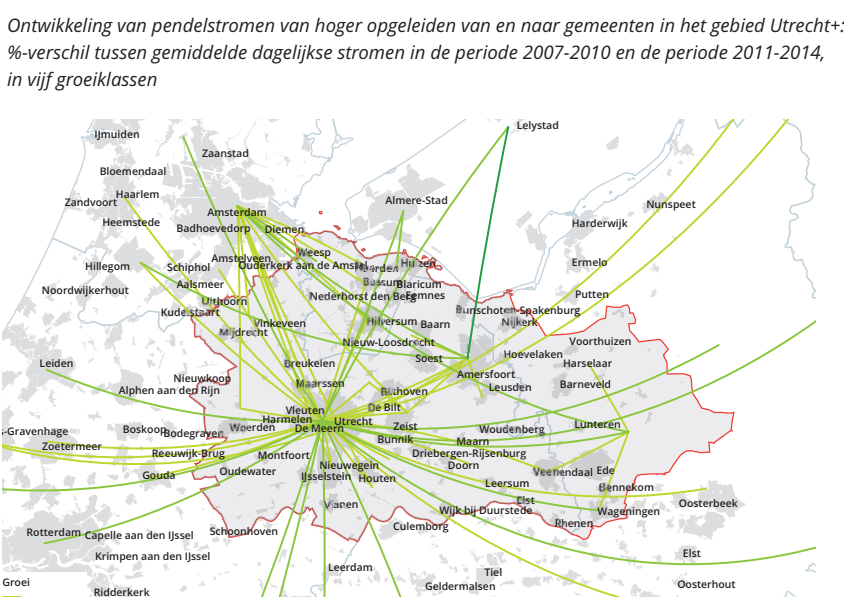 Ontwikkeling van pendelstromen van hoger opgeleiden van en naar gemeenten in het gebied Utrecht+:
%-verschil tussen gemiddelde dagelijkse stromen in de periode 2007-2010 en de periode 2011-2014,
in vijf groeiklassen
Lelystad
IJmuiden
Zaanstad
Bloemendaal
Haarlem
Zandvoort
Almere-Stad
Nunspeet
Amsterdam
Heemstede
Badhoevedorp
Diemen
Harderwijk
Weesp
Amstelveen
Ouderkerk aan de Amstel
Naarden
Huizen
Ermelo
Hillegom
Schiphol
Aalsmeer
Bussum
Blaricum
Noordwijkerhout
Nederhorst den Berg
Eemnes
Putten
Uithoorn
Kudelstaart
Bunschoten-Spakenburg
Vinkeveen
Hilversum
Baarn
Nijkerk
Mijdrecht
Nieuw-Loosdrecht
Voorthuizen
Hoevelaken
Soest
Leiden
Breukelen
Harselaar
Amersfoort
Nieuwkoop
Maarssen
Leusden
Barneveld
Alphen aan den Rijn
Bilthoven
De Bilt
Vleuten
Harmelen
Utrecht
Zeist
Lunteren
s-Gravenhage
Boskoop
Bodegraven
Woerden
De Meern
Woudenberg
Bunnik
Maarn
Zoetermeer
Reeuwijk-Brug
Montfoort
Driebergen-Rijsenburg
Doorn
Nieuwegein
Gouda
Oudewater
IJsselstein
Houten
Veenendaal
Ede
Leersum
Bennekom
Vianen
Elst
Oosterbeek
Wijk bij Duurstede
Wageningen
Rhenen
Culemborg
Rotterdam
Capelle aan den IJssel
Schoonhoven
Krimpen aan den IJssel
Elst
Leerdam
Tiel
Groei
Geldermalsen
Oosterhout
Ridderkerk